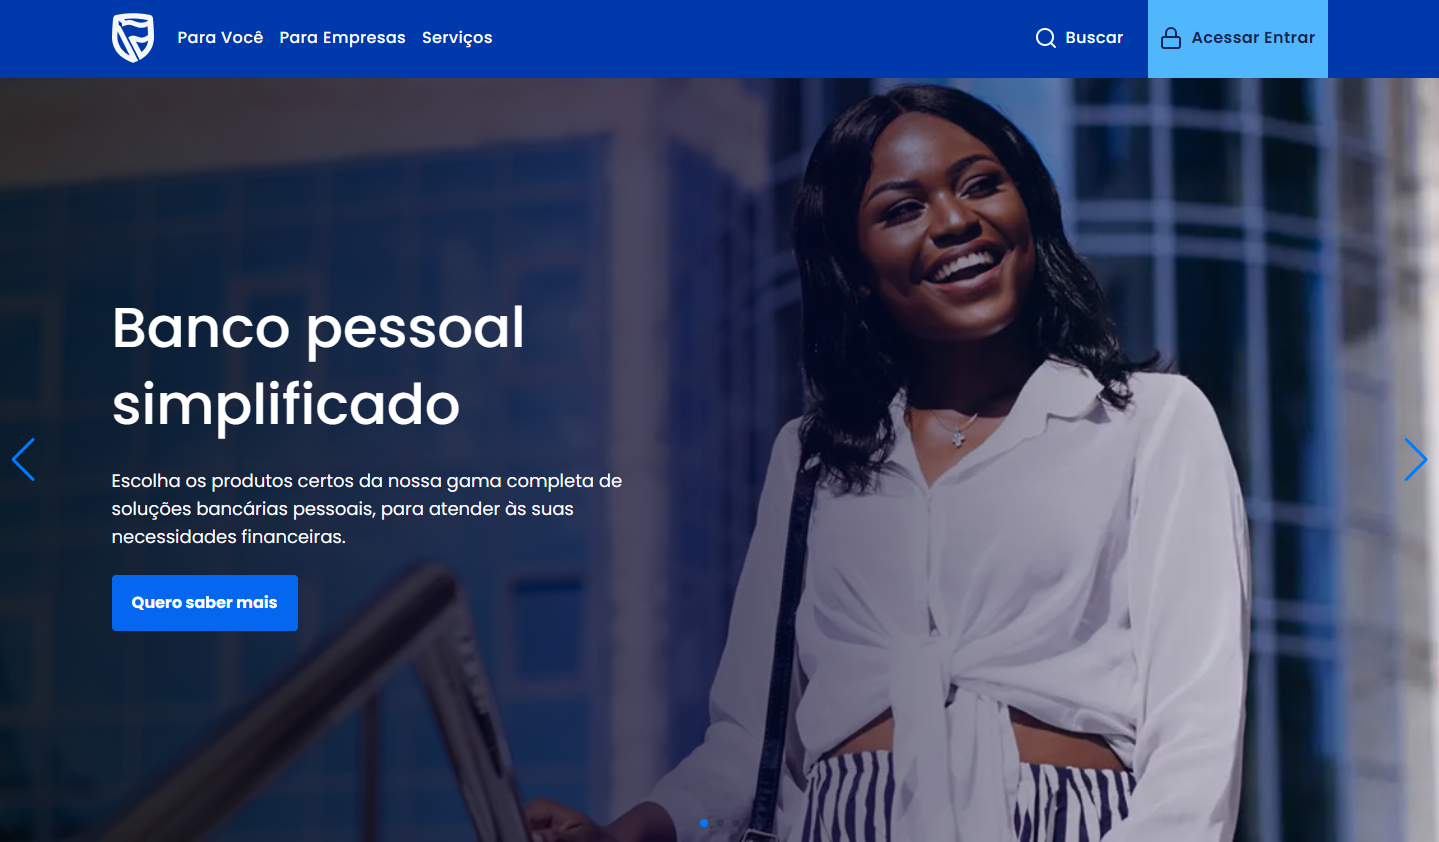 Para Você Para Empresas Serviços Buscar Acessar Entrar
Banco pessoal
simplificado
Escolha os produtos certos da nossa gama completa de
soluções bancárias pessoais, para atender às suas
necessidades financeiras.
Quero saber mais